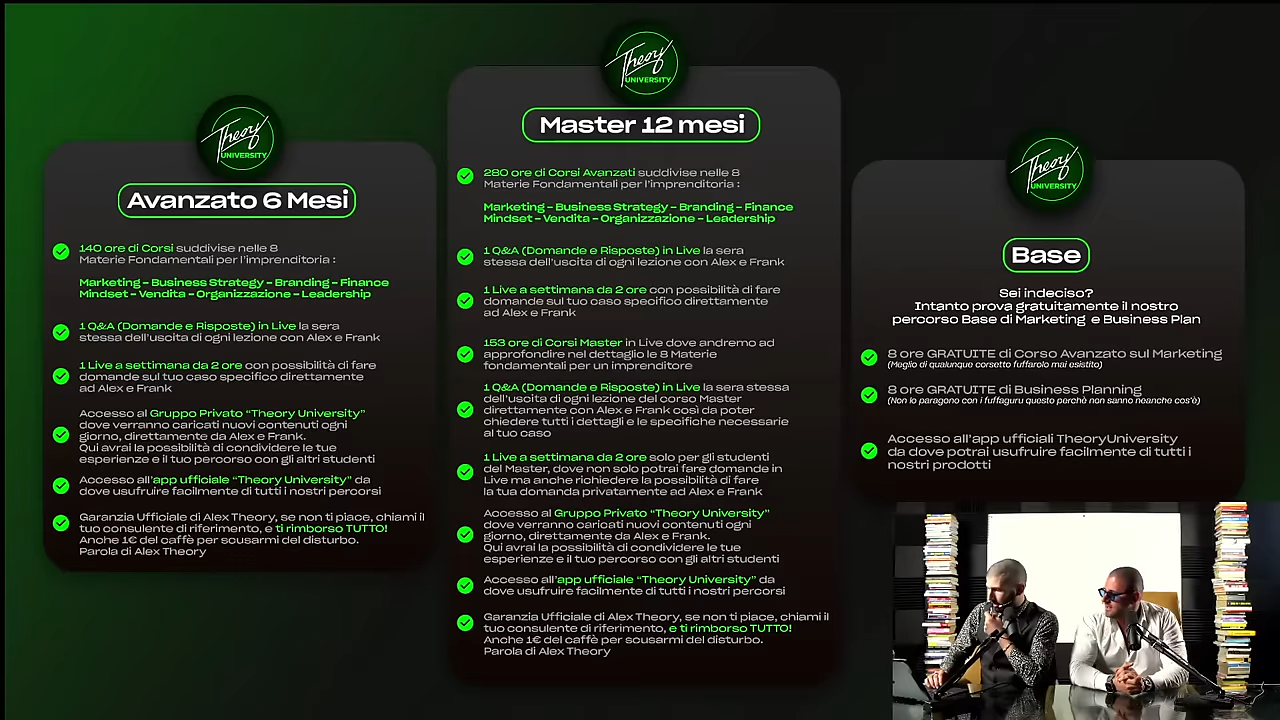 Theory
UNIVERSITY
Avanzato 6 Mesi
140 ore di Corsi suddivise nelle 8
Materie Fondamentali per l'imprenditoria :
Marketing - Business Strategy - Branding - Finance
Mindset - Vendita - Organizzazione - Leadership
1 Q&A (Domande e Risposte) in Live la sera
stessa dell'uscita di ogni lezione con Alex e Frank
1 Live a settimana da 2 ore con possibilità di fare
domande sul tuo caso specifico direttamente
ad Alex e Frank
Accesso al Gruppo Privato "Theory University"
dove verranno caricati nuovi contenuti ogni
giorno, direttamente da Alex e Frank.
Qui avrai la possibilità di condividere le tue
esperienze e il tuo percorso con gli altri studenti
Accesso all'app ufficiale "Theory University" da
dove usufruire facilmente di tutti i nostri percorsi
Garanzia Ufficiale di Alex Theory, se non ti piace, chiami il
tuo consulente di riferimento, e ti rimborso TUTTO!
Anche 1€ del caffè per scusarmi del disturbo.
Parola di Alex Theory
Theory
UNIVERSITY
Master 12 mesi
280 ore di Corsi Avanzati suddivise nelle 8
Materie Fondamentali per l'imprenditoria :
Marketing - Business Strategy - Branding - Finance
Mindset - Vendita - Organizzazione - Leadership
1 Q&A (Domande e Risposte) in Live la sera
stessa dell'uscita di ogni lezione con Alex e Frank
1 Live a settimana da 2 ore con possibilità di fare
domande sul tuo caso specifico direttamente
ad Alex e Frank
153 ore di Corsi Master in Live dove andremo ad
approfondire nel dettaglio le 8 Materie
fondamentali per un imprenditore
1 Q&A (Domande e Risposte) in Live la sera stessa
dell'uscita di ogni lezione del corso Master
direttamente con Alex e Frank così da poter
chiedere tutti i dettagli e le specifiche necessarie
al tuo caso
1 Live a settimana da 2 ore solo per gli studenti
del Master, dove non solo potrai fare domande in
Live ma anche richiedere la possibilità di fare
la tua domanda privatamente ad Alex e Frank
Accesso al Gruppo Privato "Theory University"
dove verranno caricati nuovi contenuti ogni
giorno, direttamente da Alex e Frank.
Qui avrai la possibilità di condividere le tue
esperienze e il tuo percorso con gli altri studenti
Accesso all'app ufficiale "Theory University" da
dove usufruire facilmente di tutti i nostri percorsi
Garanzia Ufficiale di Alex Theory, se non ti piace, chiami il
tuo consulente di riferimento, e ti rimborso TUTTO!
Anche 1€ del caffè per scusarmi del disturbo.
Parola di Alex Theory
Theory
UNIVERSITY
Base
Sei indeciso?
Intanto prova gratuitamente il nostro
percorso Base di Marketing e Business Plan
8 ore GRATUITE di Corso Avanzato sul Marketing
(Meglio di qualunque corsetto fuffarolo mai esistito)
8 ore GRATUITE di Business Planning
(Non lo paragono con i fuffaguru questo perchè non sanno neanche cos'è)
Accesso all'app ufficiali TheoryUniversity
da dove potrai usufruire facilmente di tutti i
nostri prodotti